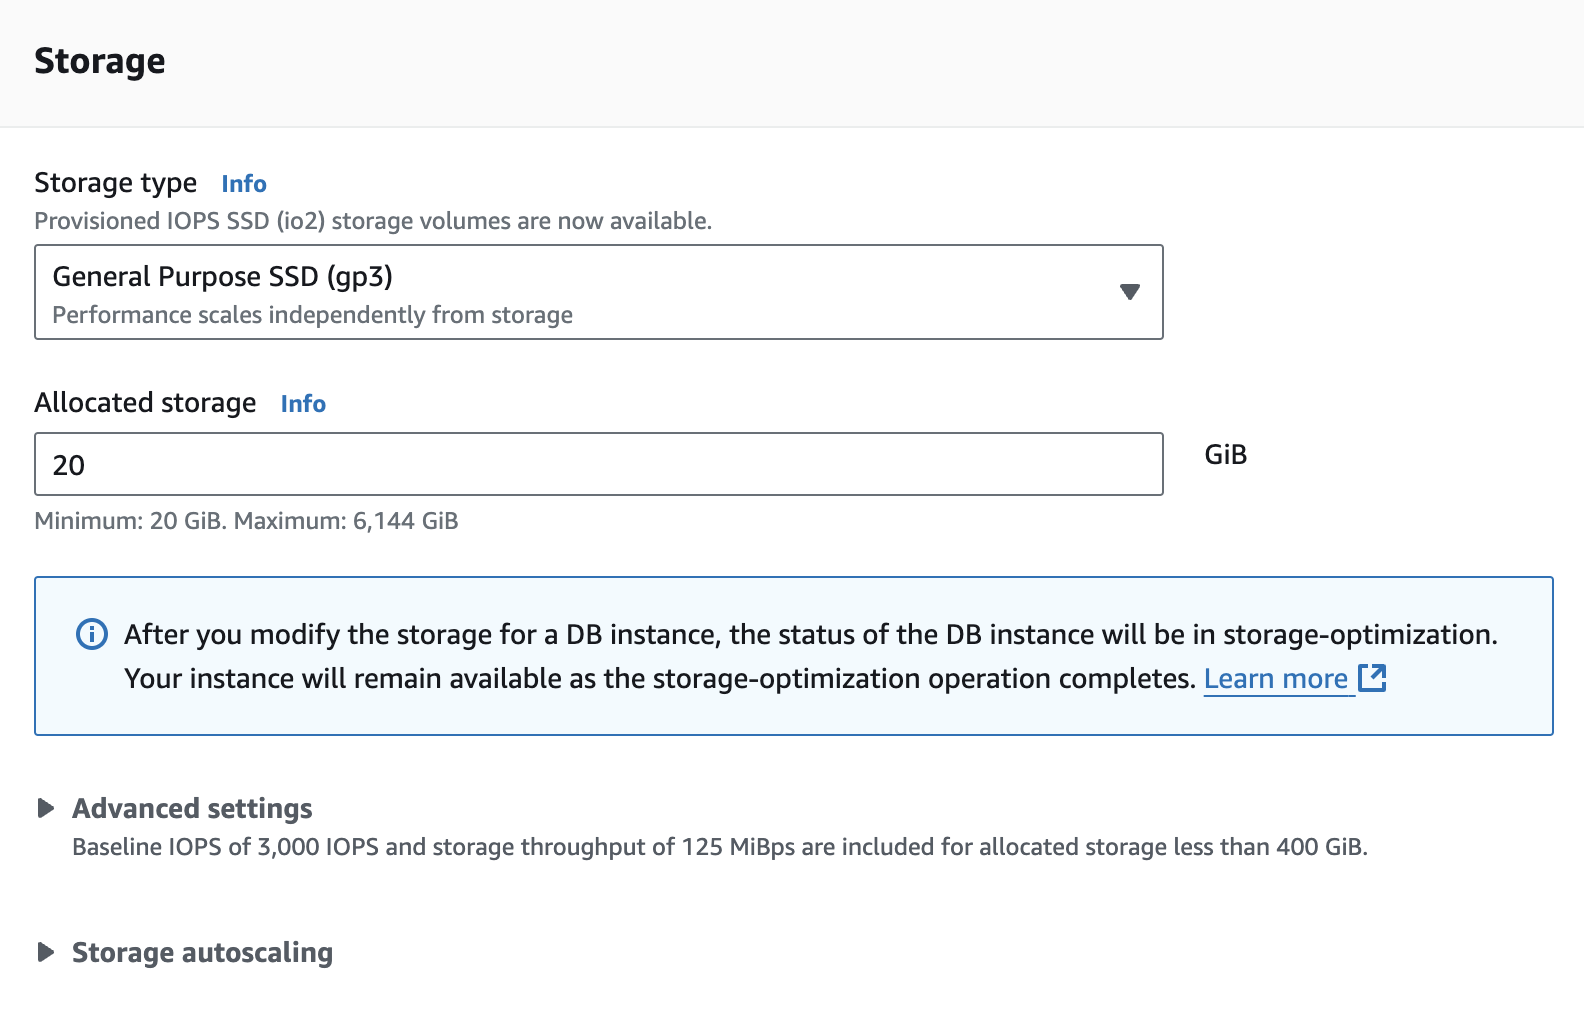 Storage
Storage type Info
Provisioned IOPS SSD (io2) storage volumes are now available.
General Purpose SSD (gp3)
Performance scales independently from storage
Allocated storage Info
20
GiB
Minimum: 20 GiB. Maximum: 6,144 GiB
After you modify the storage for a DB instance, the status of the DB instance will be in storage-optimization.
Your instance will remain available as the storage-optimization operation completes. Learn more
Advanced settings
Baseline IOPS of 3,000 IOPS and storage throughput of 125 MiBps are included for allocated storage less than 400 GiB.
Storage autoscaling